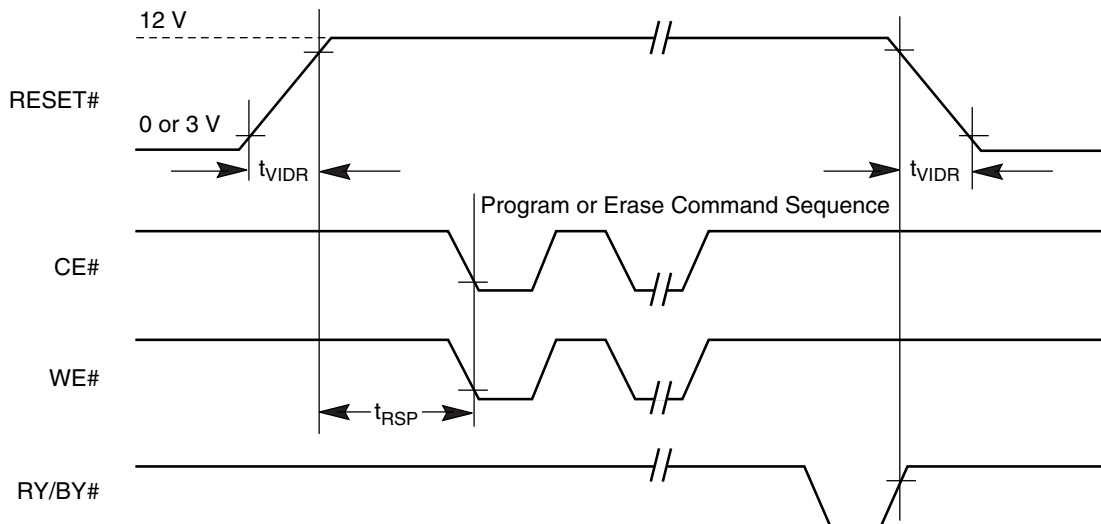 12 V
RESET#
0 or 3 V
tVIDR
tVIDR
Program or Erase Command Sequence
CE#
WE#
tRSP
RY/BY#